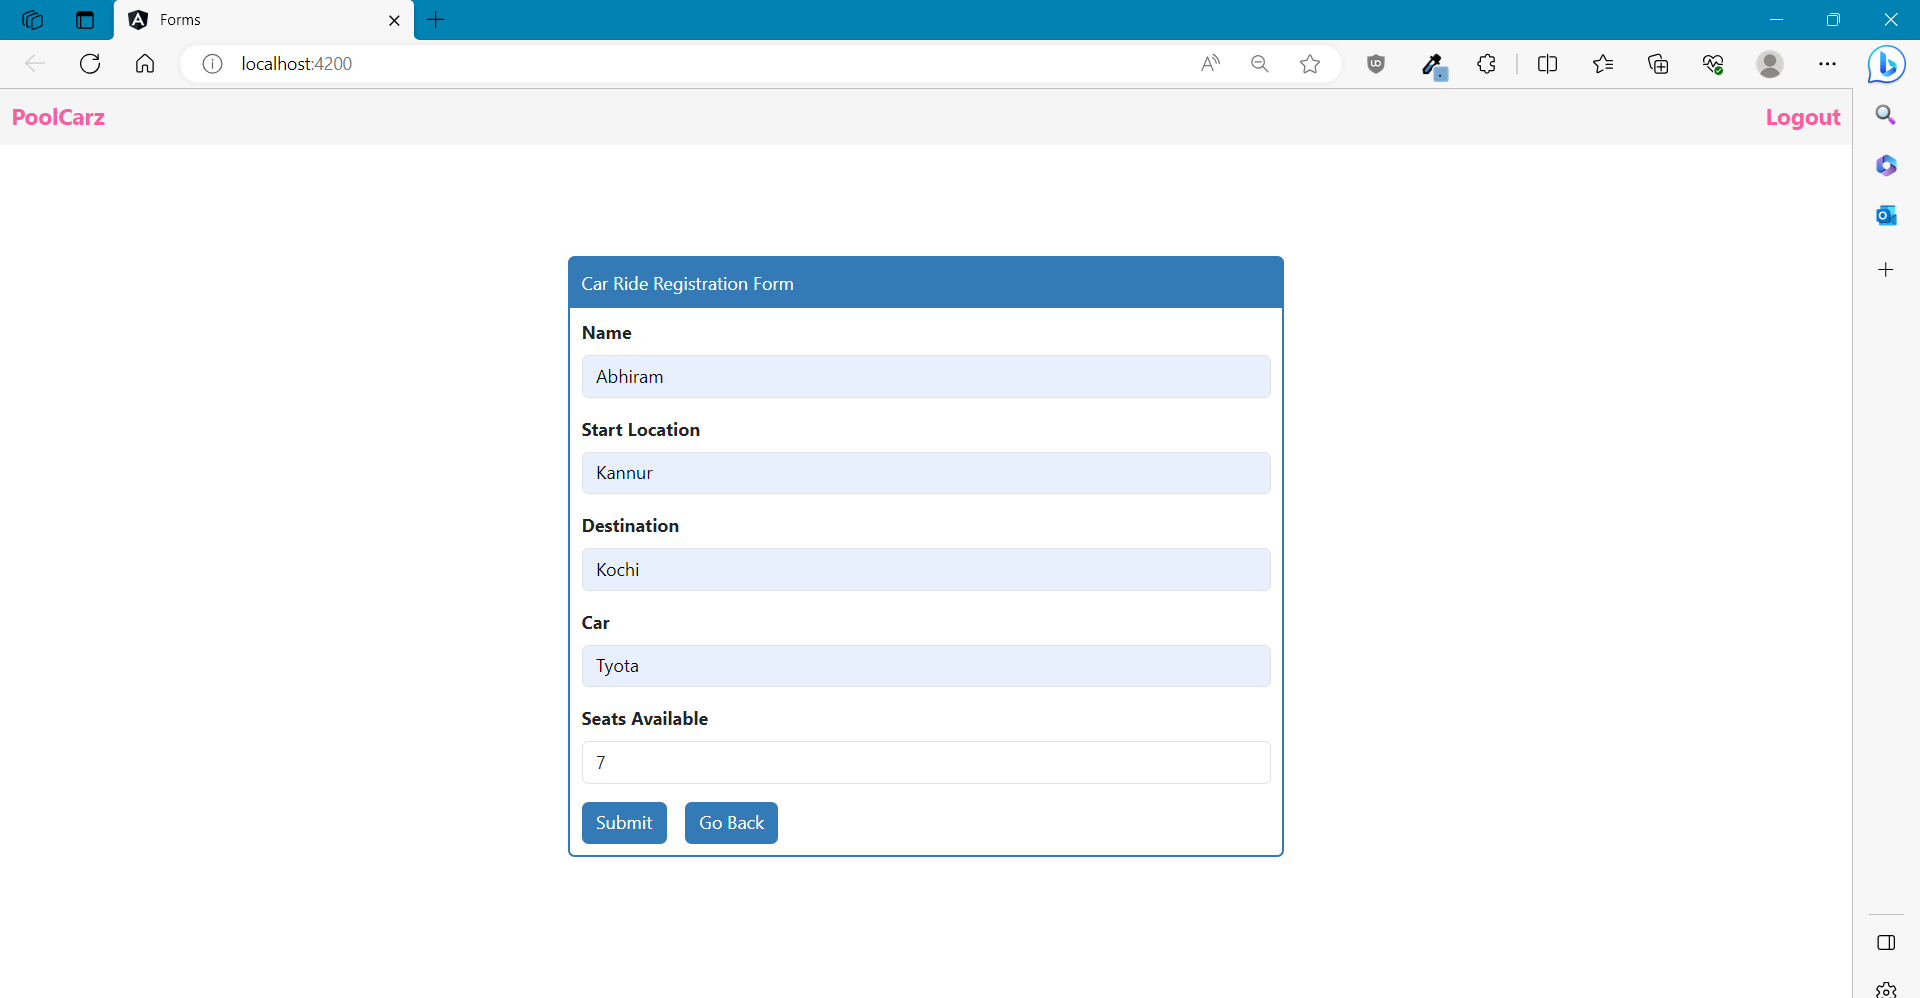 Forms
localhost:4200
PoolCarz
Logout
Car Ride Registration Form
Name
Abhiram
Start Location
Kannur
Destination
Kochi
Car
Tyota
Seats Available
7
Submit
Go Back